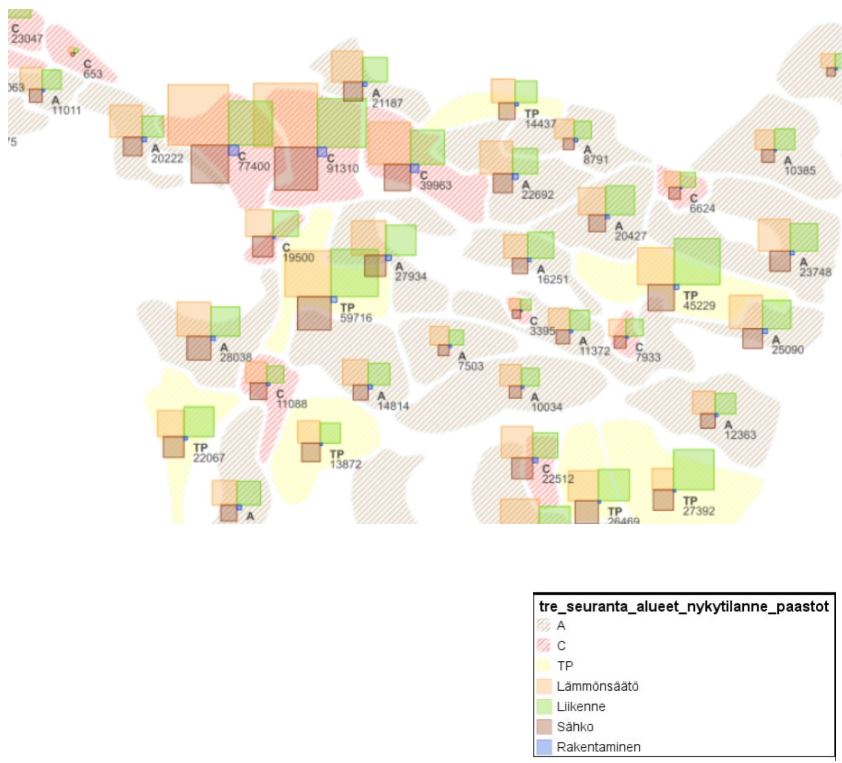 C
23047
C
653
063
A
11011
75
A
20222
A
21187
C
77400
C
91310
C
39963
TP
14437
A
8791
A
22692
C
6624
A
10385
A
20427
C
19500
A
27934
A
16251
A
23748
TP
59716
TP
45229
C
3395
A
11372
C
7933
A
25090
A
28038
A
7503
C
11088
A
14814
A
10034
A
12363
TP
22067
TP
13872
C
22512
TP
26469
TP
27392
A
tre_seuranta_alueet_nykytilanne_paastot
A
C
TP
Lämmönsäätö
Liikenne
Sähko
Rakentaminen